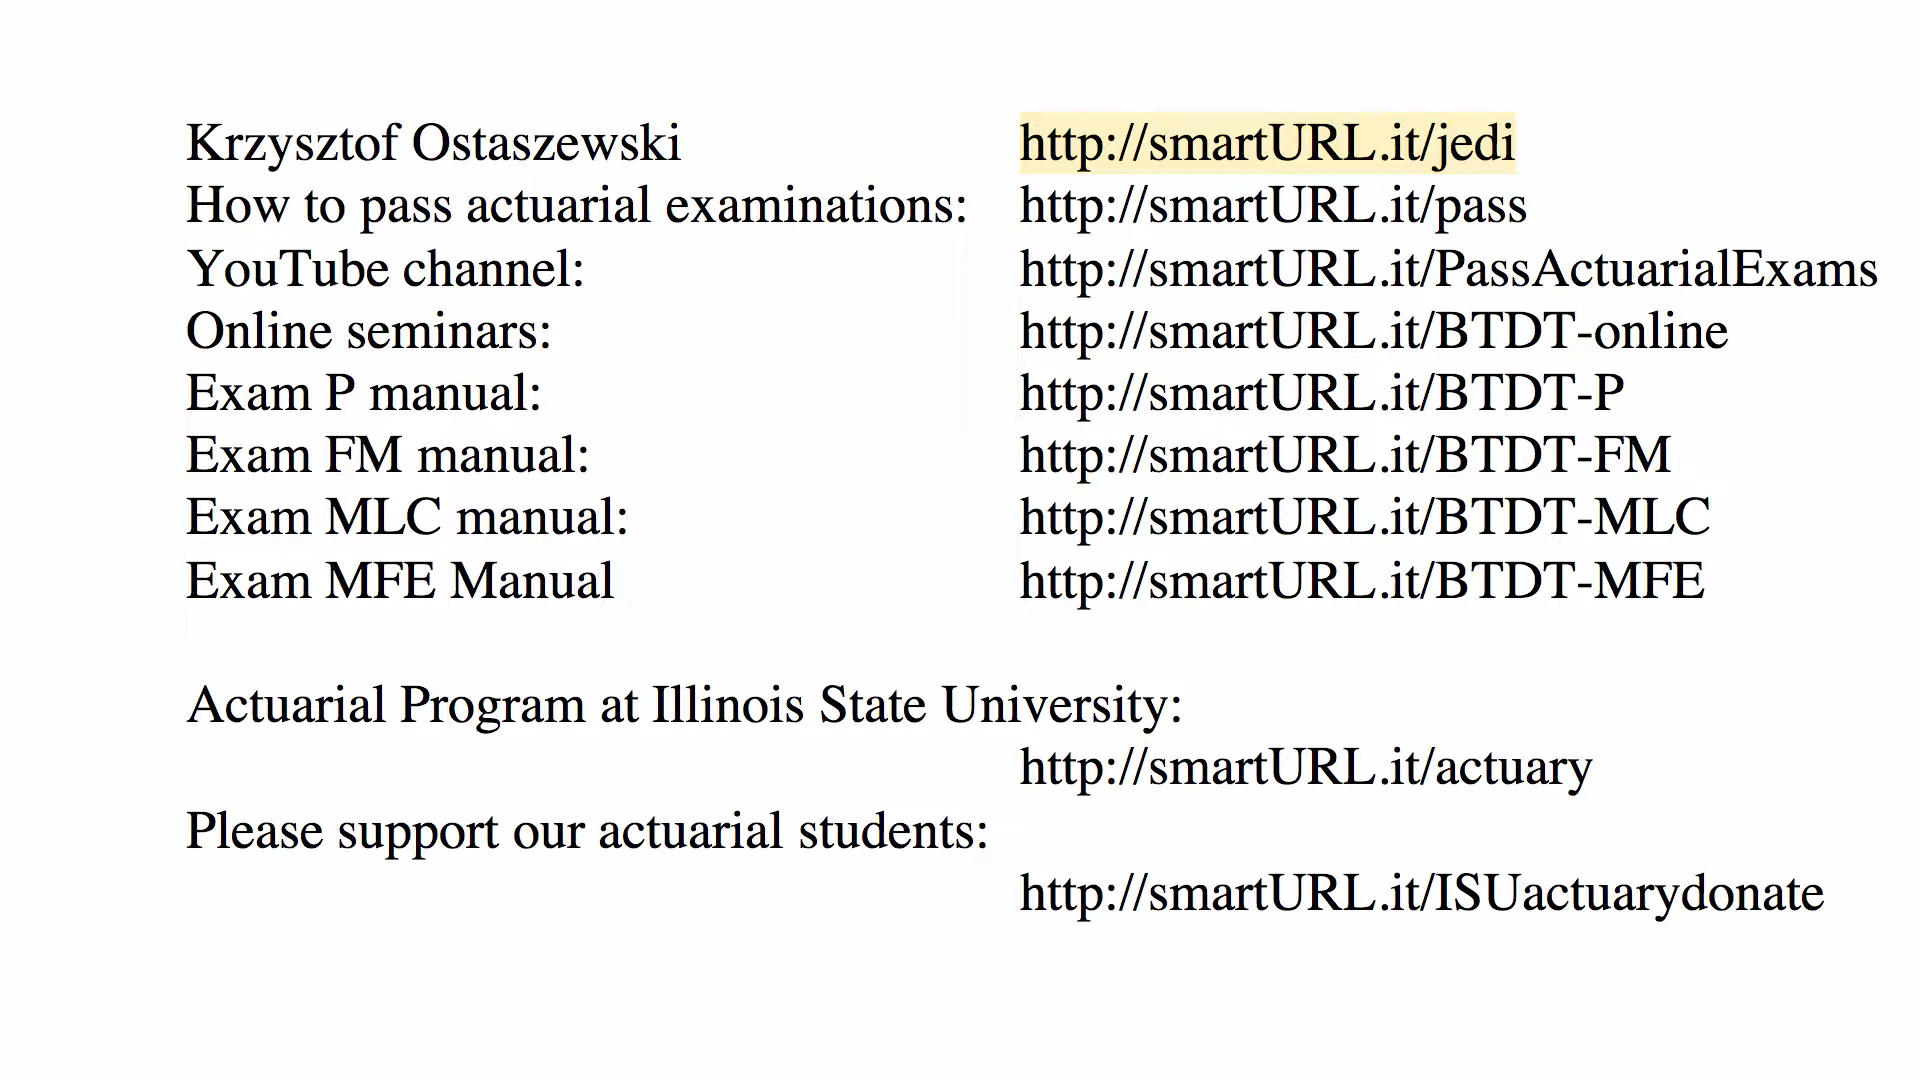 Krzysztof Ostaszewski http://smartURL.it/jedi
How to pass actuarial examinations: http://smartURL.it/pass
YouTube channel: http://smartURL.it/PassActuarialExams
Online seminars: http://smartURL.it/BTDT-online
Exam P manual: http://smartURL.it/BTDT-P
Exam FM manual: http://smartURL.it/BTDT-FM
Exam MLC manual: http://smartURL.it/BTDT-MLC
Exam MFE Manual http://smartURL.it/BTDT-MFE
Actuarial Program at Illinois State University:
http://smartURL.it/actuary
Please support our actuarial students:
http://smartURL.it/ISUactuarydonate